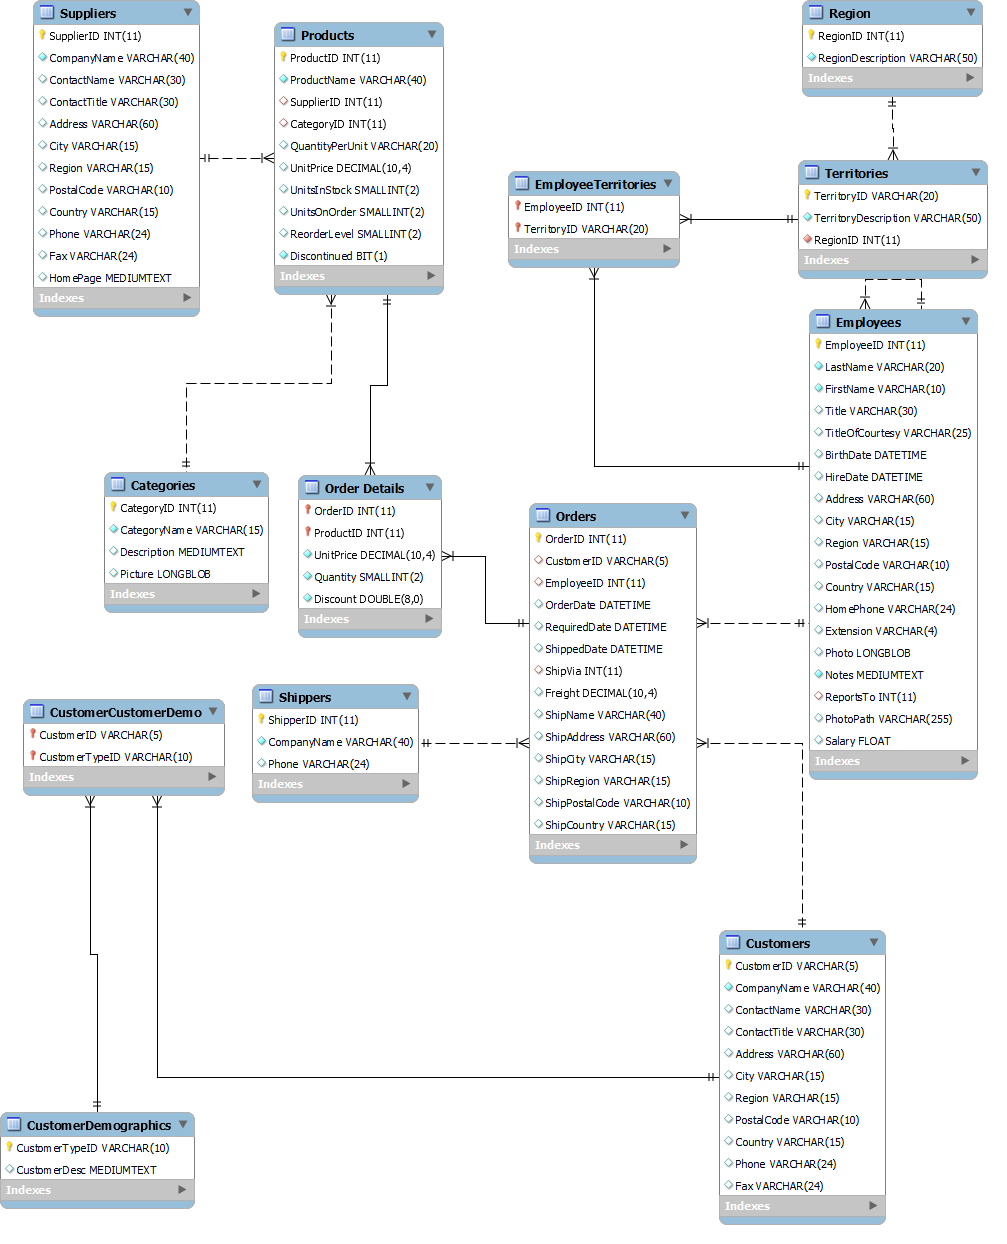 Suppliers
SupplierID INT(11)
CompanyName VARCHAR(40)
ContactName VARCHAR(30)
ContactTitle VARCHAR(30)
Address VARCHAR(60)
City VARCHAR(15)
Region VARCHAR(15)
PostalCode VARCHAR(10)
Country VARCHAR(15)
Phone VARCHAR(24)
Fax VARCHAR(24)
HomePage MEDIUMTEXT
Indexes
Products
ProductID INT(11)
ProductName VARCHAR(40)
SupplierID INT(11)
CategoryID INT(11)
QuantityPerUnit VARCHAR(20)
UnitPrice DECIMAL(10,4)
UnitsInStock SMALLINT(2)
UnitsOnOrder SMALLINT(2)
ReorderLevel SMALLINT(2)
Discontinued BIT(1)
Indexes
Region
RegionID INT(11)
RegionDescription VARCHAR(50)
Indexes
EmployeeTerritories
EmployeeID INT(11)
TerritoryID VARCHAR(20)
Indexes
Territories
TerritoryID VARCHAR(20)
TerritoryDescription VARCHAR(50)
RegionID INT(11)
Indexes
Employees
EmployeeID INT(11)
LastName VARCHAR(20)
FirstName VARCHAR(10)
Title VARCHAR(30)
TitleOfCourtesy VARCHAR(25)
BirthDate DATETIME
HireDate DATETIME
Address VARCHAR(60)
City VARCHAR(15)
Region VARCHAR(15)
PostalCode VARCHAR(10)
Country VARCHAR(15)
HomePhone VARCHAR(24)
Extension VARCHAR(4)
Photo LONGBLOB
Notes MEDIUMTEXT
ReportsTo INT(11)
PhotoPath VARCHAR(255)
Salary FLOAT
Indexes
Categories
CategoryID INT(11)
CategoryName VARCHAR(15)
Description MEDIUMTEXT
Picture LONGBLOB
Indexes
Order Details
OrderID INT(11)
ProductID INT(11)
UnitPrice DECIMAL(10,4)
Quantity SMALLINT(2)
Discount DOUBLE(8,0)
Indexes
Orders
OrderID INT(11)
CustomerID VARCHAR(5)
EmployeeID INT(11)
OrderDate DATETIME
RequiredDate DATETIME
ShippedDate DATETIME
ShipVia INT(11)
Freight DECIMAL(10,4)
ShipName VARCHAR(40)
ShipAddress VARCHAR(60)
ShipCity VARCHAR(15)
ShipRegion VARCHAR(15)
ShipPostalCode VARCHAR(10)
ShipCountry VARCHAR(15)
Indexes
CustomerCustomerDemo
CustomerID VARCHAR(5)
CustomerTypeID VARCHAR(10)
Indexes
Shippers
ShipperID INT(11)
CompanyName VARCHAR(40)
Phone VARCHAR(24)
Indexes
Customers
CustomerID VARCHAR(5)
CompanyName VARCHAR(40)
ContactName VARCHAR(30)
ContactTitle VARCHAR(30)
Address VARCHAR(60)
City VARCHAR(15)
Region VARCHAR(15)
PostalCode VARCHAR(10)
Country VARCHAR(15)
Phone VARCHAR(24)
Fax VARCHAR(24)
Indexes
CustomerDemographics
CustomerTypeID VARCHAR(10)
CustomerDesc MEDIUMTEXT
Indexes